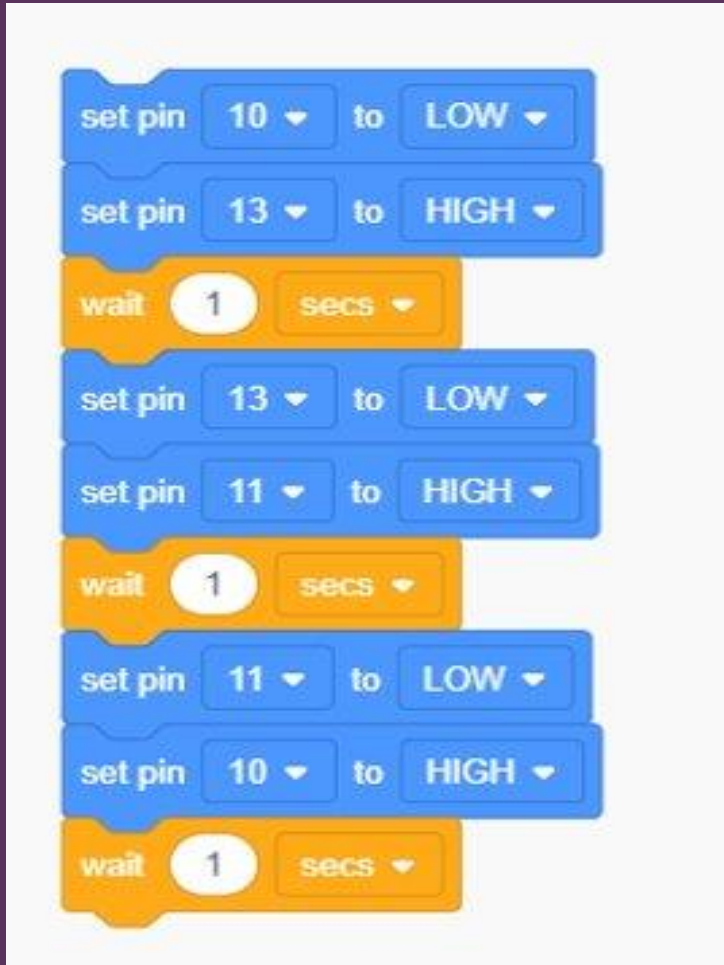 set pin 10 to LOW
set pin 13 to HIGH
wait 1 secs
set pin 13 to LOW
set pin 11 to HIGH
wait 1 secs
set pin 11 to LOW
set pin 10 to HIGH
wait 1 secs